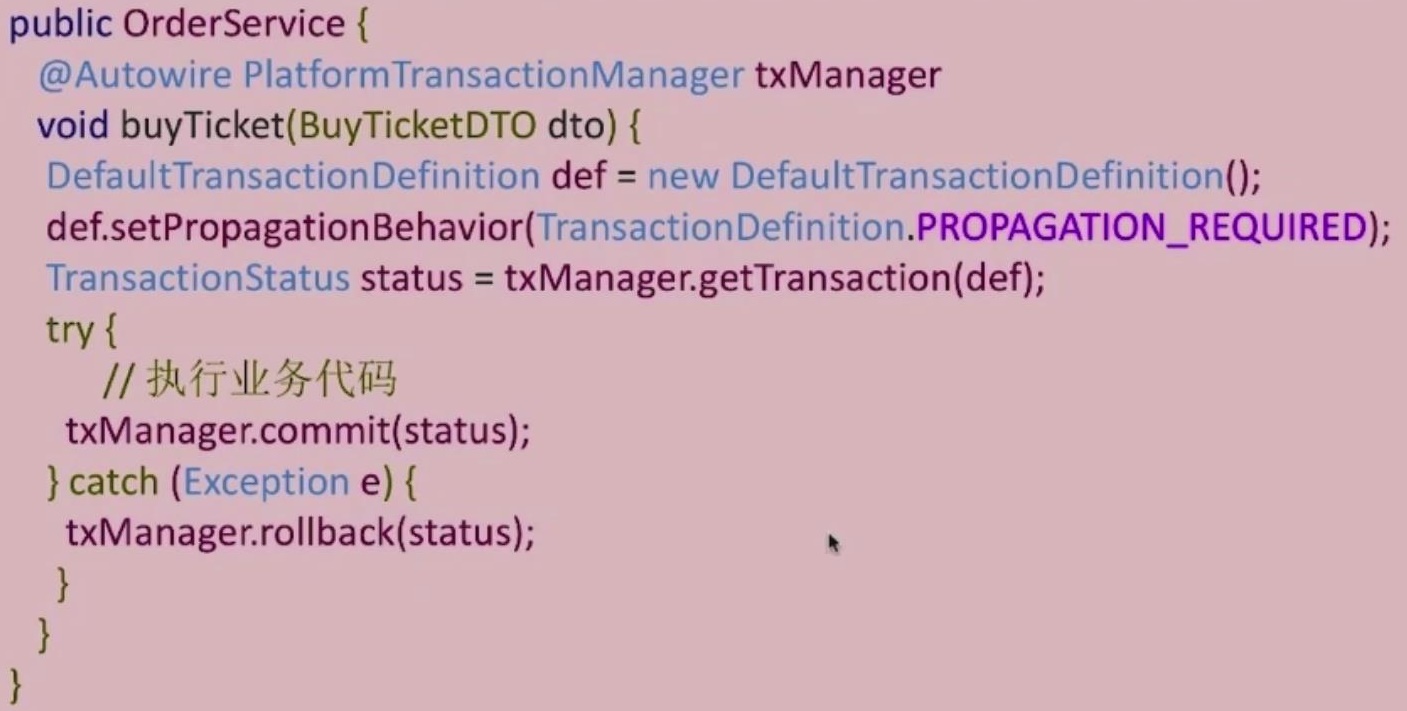 public OrderService {
@Autowire PlatformTransactionManager txManager
void buyTicket(BuyTicketDTO dto) {
DefaultTransactionDefinition def = new DefaultTransactionDefinition();
def.setPropagationBehavior(TransactionDefinition.PROPAGATION_REQUIRED);
TransactionStatus status = txManager.getTransaction(def);
try {
// 执行业务代码
txManager.commit(status);
} catch (Exception e) {
txManager.rollback(status);
}
}
}